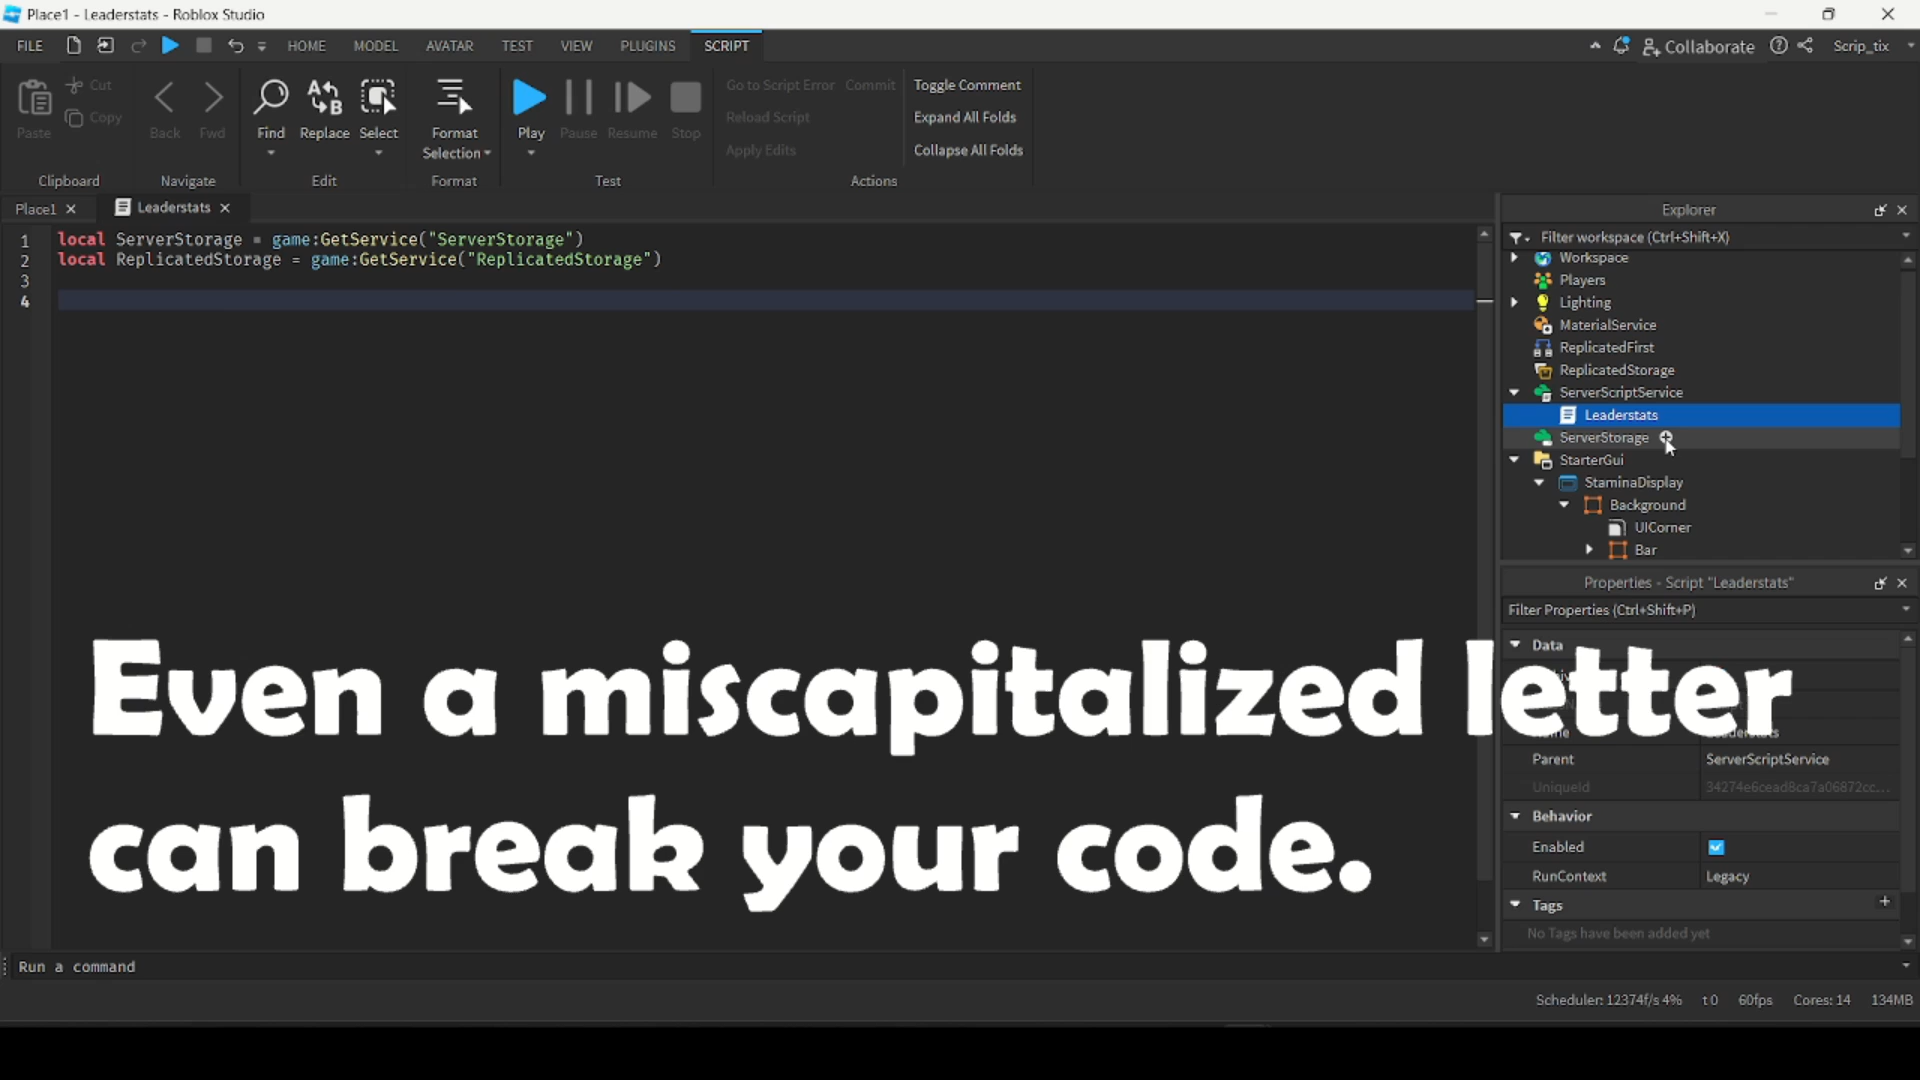 Place1 - Leaderstats - Roblox Studio
FILE HOME MODEL AVATAR TEST VIEW PLUGINS SCRIPT Collaborate Scrip_tix
Paste Cut Copy Back Fwd Find Replace Select Format Selection Play Pause Resume Stop
Go to Script Error Commit Toggle Comment
Reload Script Expand All Folds
Apply Edits Collapse All Folds
Clipboard Navigate Edit Format Test Actions
Place1 Leaderstats
1 local ServerStorage = game:GetService("ServerStorage")
2 local ReplicatedStorage = game:GetService("ReplicatedStorage")
3
4
Explorer
Filter workspace (Ctrl+Shift+X)
Workspace
Players
Lighting
MaterialService
ReplicatedFirst
ReplicatedStorage
ServerScriptService
Leaderstats
ServerStorage
StarterGui
StaminaDisplay
Background
UICorner
Bar
Properties - Script "Leaderstats"
Filter Properties (Ctrl+Shift+P)
Data
Parent ServerScriptService
UniqueId 34274e6cead8ca7a06872cc...
Behavior
Enabled
RunContext Legacy
Tags
No Tags have been added yet
Even a miscapitalized letter
can break your code.
Run a command
Scheduler: 12374f/s 4% t0 60fps Cores: 14 134MB